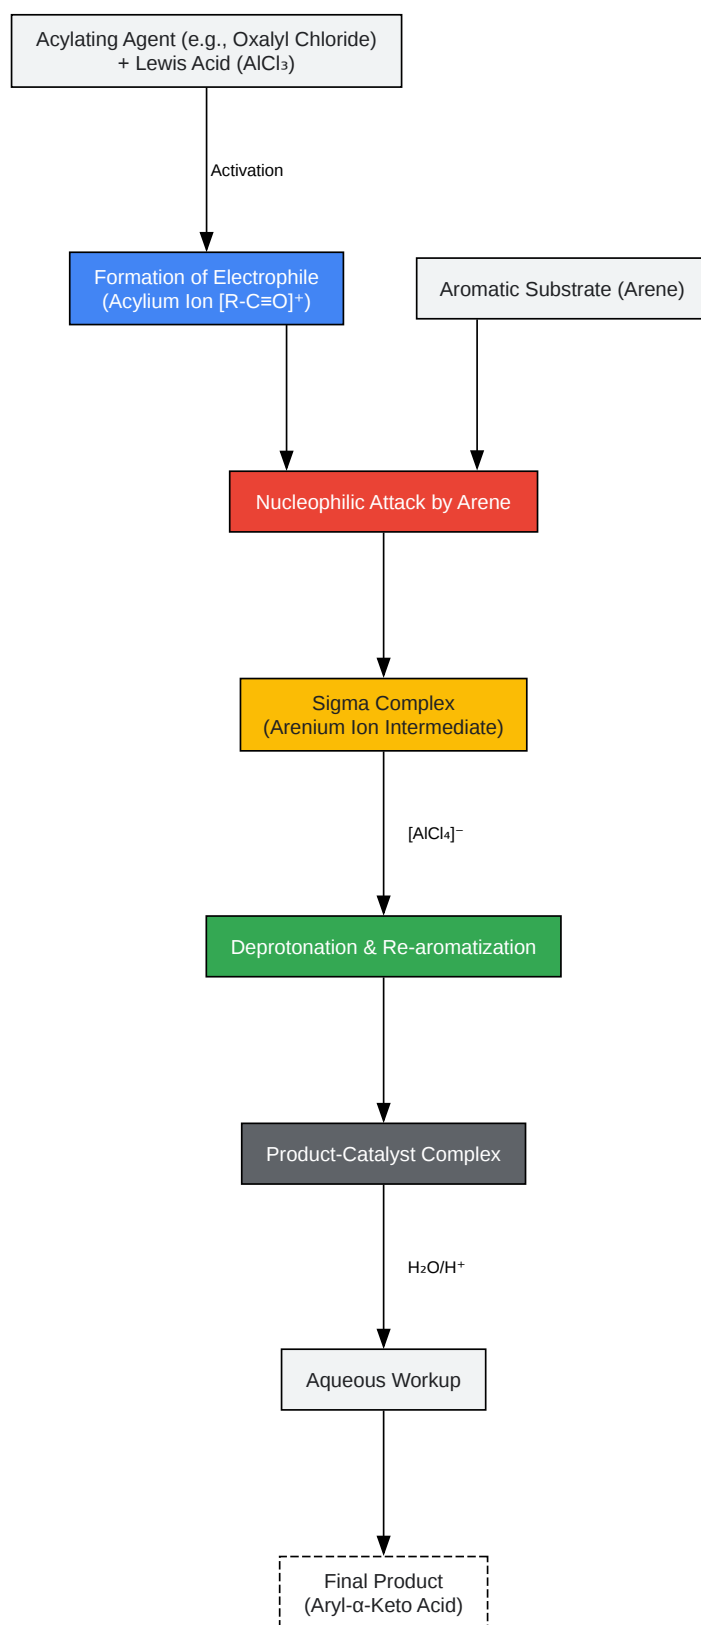 Acylating Agent (e.g., Oxalyl Chloride)
+ Lewis Acid (AlCl₃)
Activation
Formation of Electrophile
(Acylium Ion [R-C≡O]⁺)
Aromatic Substrate (Arene)
Nucleophilic Attack by Arene
Sigma Complex
(Arenium Ion Intermediate)
[AlCl₄]⁻
Deprotonation & Re-aromatization
Product-Catalyst Complex
H₂O/H⁺
Aqueous Workup
Final Product
(Aryl-α-Keto Acid)